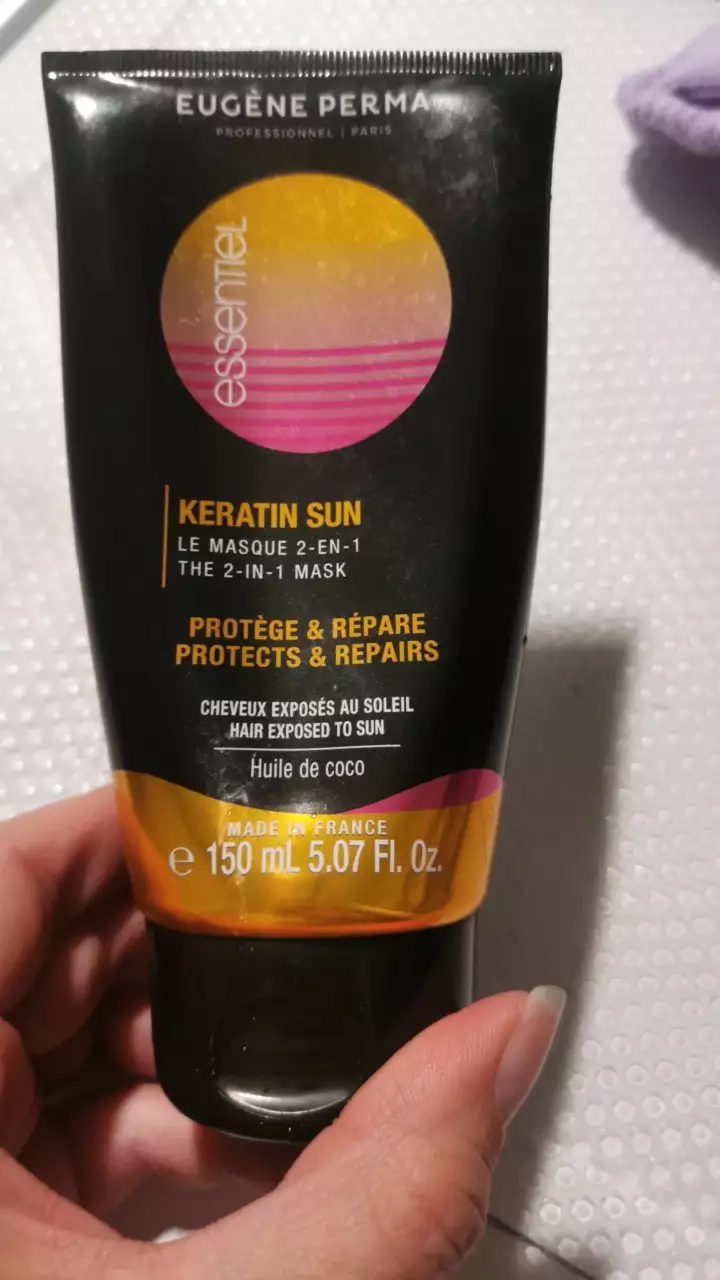 EUGÈNE PERMA
PROFESSIONNEL | PARIS
essentiel
KERATIN SUN
LE MASQUE 2-EN-1
THE 2-IN-1 MASK
PROTÈGE & RÉPARE
PROTECTS & REPAIRS
CHEVEUX EXPOSÉS AU SOLEIL
HAIR EXPOSED TO SUN
Huile de coco
MADE IN FRANCE
℮ 150 mL 5.07 Fl. Oz.